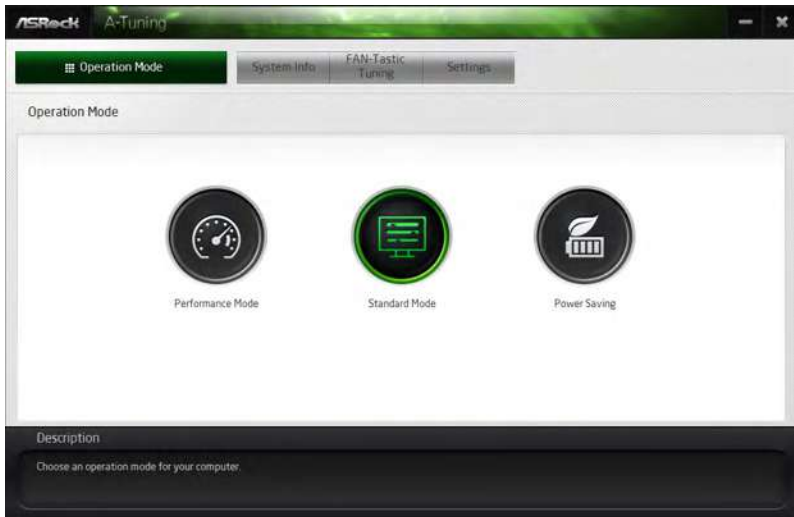 ASRock A-Tuning
Operation Mode System Info FAN-Tastic Tuning Settings
Operation Mode
Performance Mode Standard Mode Power Saving
Description
Choose an operation mode for your computer.